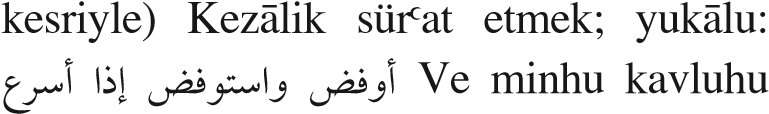 kesriyle) Kezālik sürʿat etmek; yukālu:
أوفض واستوفض إذا أسرع Ve minhu kavluhu